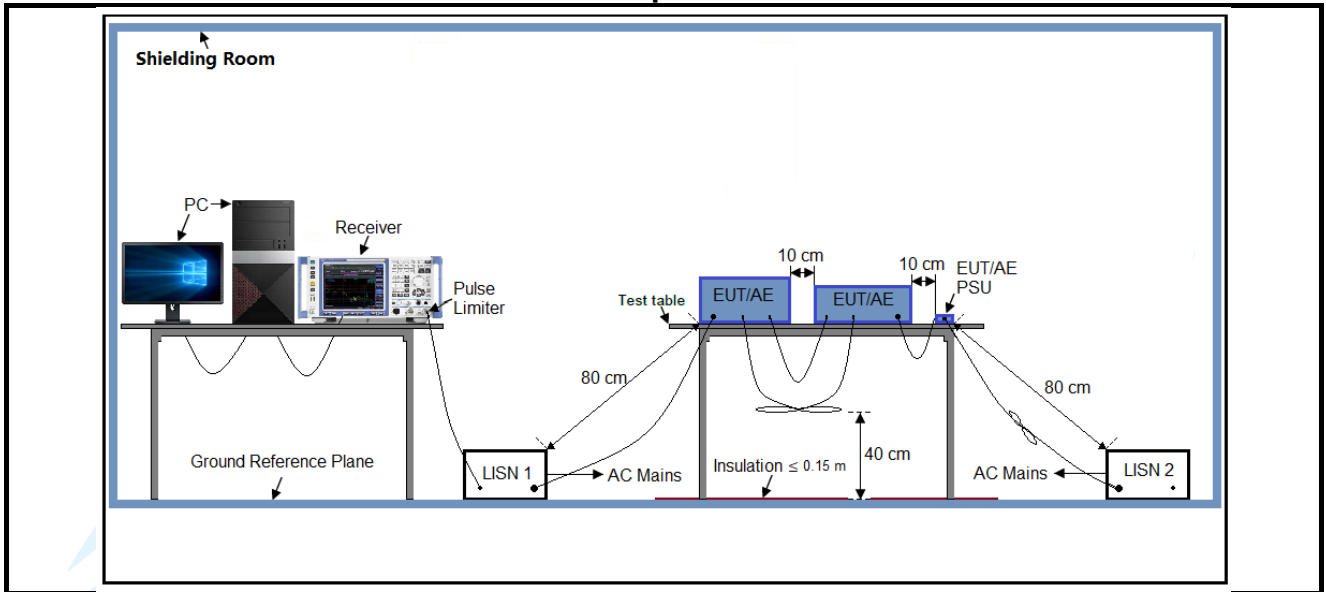 Shielding Room
PC
Receiver
Pulse
Limiter
10 cm
10 cm
EUT/AE
PSU
Test table
EUT/AE
EUT/AE
80 cm
80 cm
40 cm
Ground Reference Plane
LISN 1
AC Mains
Insulation ≤ 0.15 m
AC Mains
LISN 2